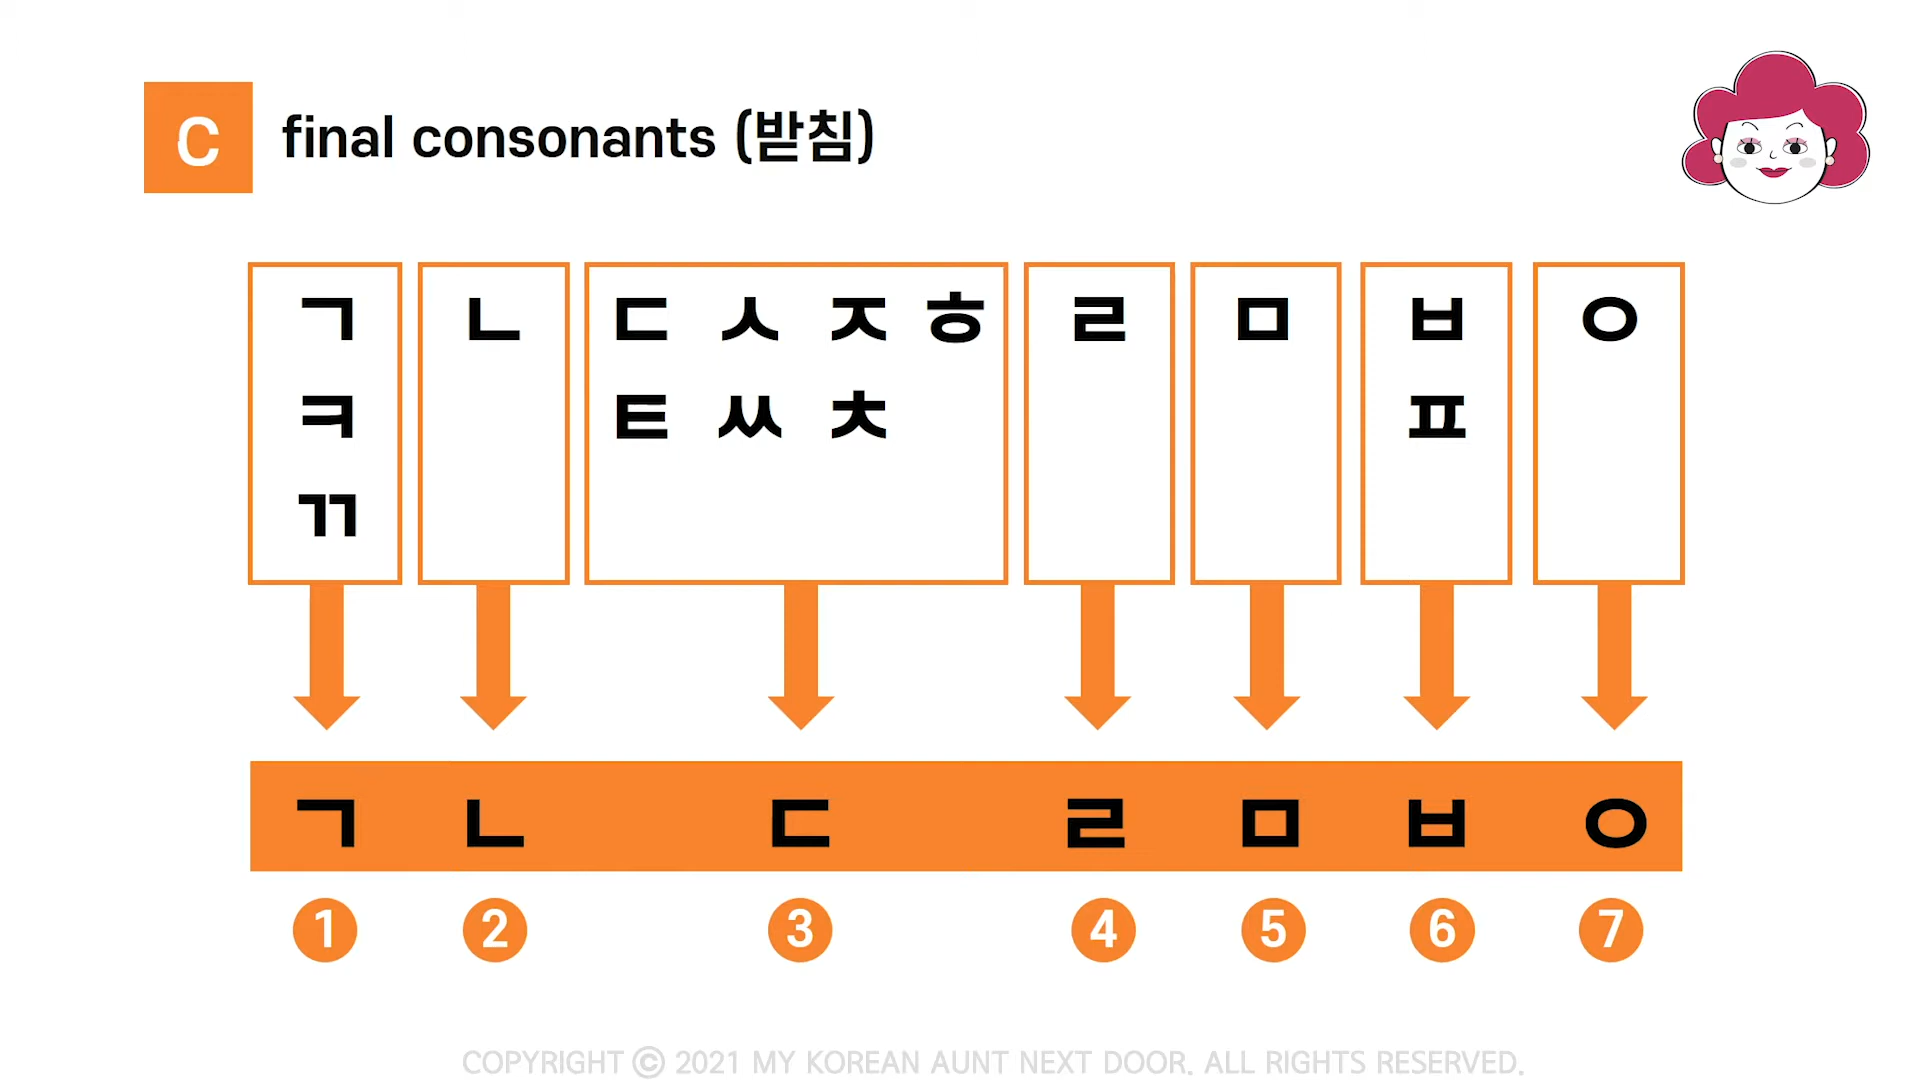 C
final consonants (받침)
ㄱ ㄴ ㄷ ㅅ ㅈ ㅎ ㄹ ㅁ ㅂ ㅇ
ㅋ ㅌ ㅆ ㅊ ㅍ
ㄲ
ㄱ ㄴ ㄷ ㄹ ㅁ ㅂ ㅇ
1 2 3 4 5 6 7
COPYRIGHT © 2021 MY KOREAN AUNT NEXT DOOR. ALL RIGHTS RESERVED.